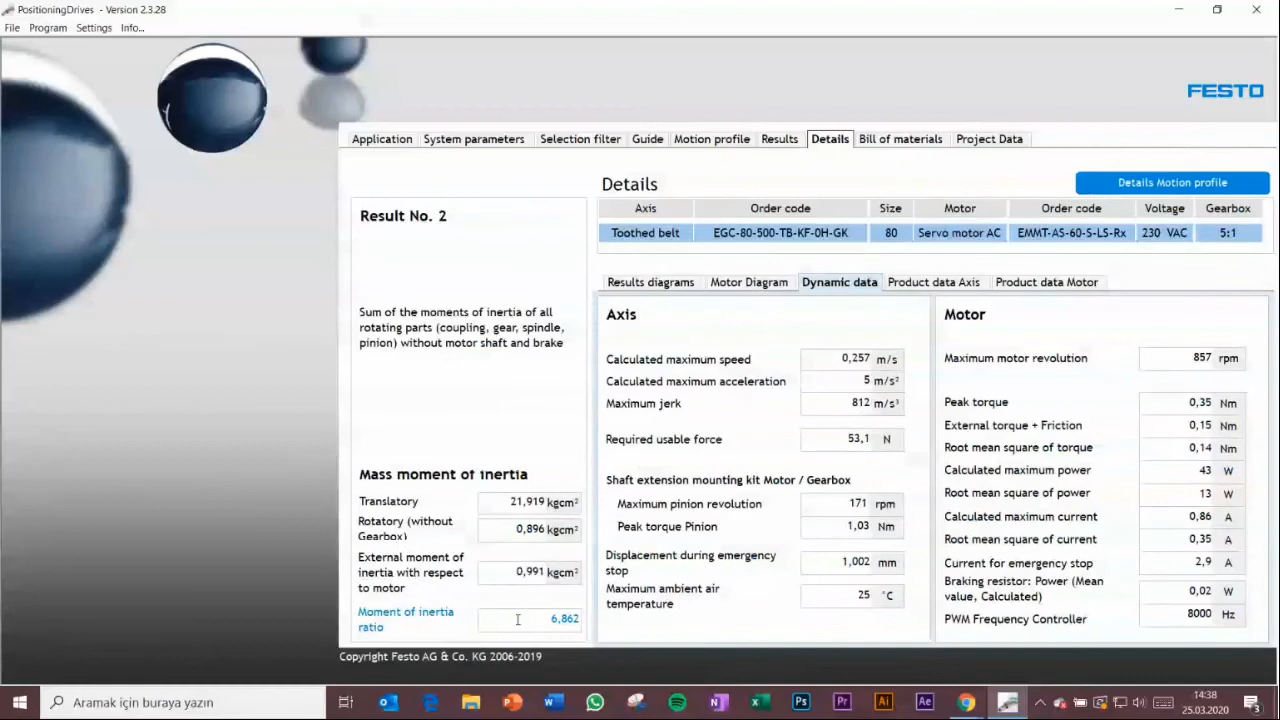 PositioningDrives - Version 2.3.28
File Program Settings Info...
FESTO
Application System parameters Selection filter Guide Motion profile Results Details Bill of materials Project Data
Details
Details Motion profile
Axis Order code Size Motor Order code Voltage Gearbox
Toothed belt EGC-80-500-TB-KF-0H-GK 80 Servo motor AC EMMT-AS-60-S-LS-Rx 230 VAC 5:1
Result No. 2
Sum of the moments of inertia of all
rotating parts (coupling, gear, spindle,
pinion) without motor shaft and brake
Mass moment of inertia
Translatory 21,919 kgcm²
Rotatory (without
Gearbox) 0,896 kgcm²
External moment of
inertia with respect
to motor 0,991 kgcm²
Moment of inertia
ratio 6,862
Results diagrams Motor Diagram Dynamic data Product data Axis Product data Motor
Axis
Calculated maximum speed 0,257 m/s
Calculated maximum acceleration 5 m/s²
Maximum jerk 812 m/s³
Required usable force 53,1 N
Shaft extension mounting kit Motor / Gearbox
Maximum pinion revolution 171 rpm
Peak torque Pinion 1,03 Nm
Displacement during emergency
stop 1,002 mm
Maximum ambient air
temperature 25 °C
Motor
Maximum motor revolution 857 rpm
Peak torque 0,35 Nm
External torque + Friction 0,15 Nm
Root mean square of torque 0,14 Nm
Calculated maximum power 43 W
Root mean square of power 13 W
Calculated maximum current 0,86 A
Root mean square of current 0,35 A
Current for emergency stop 2,9 A
Braking resistor: Power (Mean
value, Calculated) 0,02 W
PWM Frequency Controller 8000 Hz
Copyright Festo AG & Co. KG 2006-2019
Aramak için buraya yazın
Ps Pr Ai Ae
14:38
25.03.2020
3